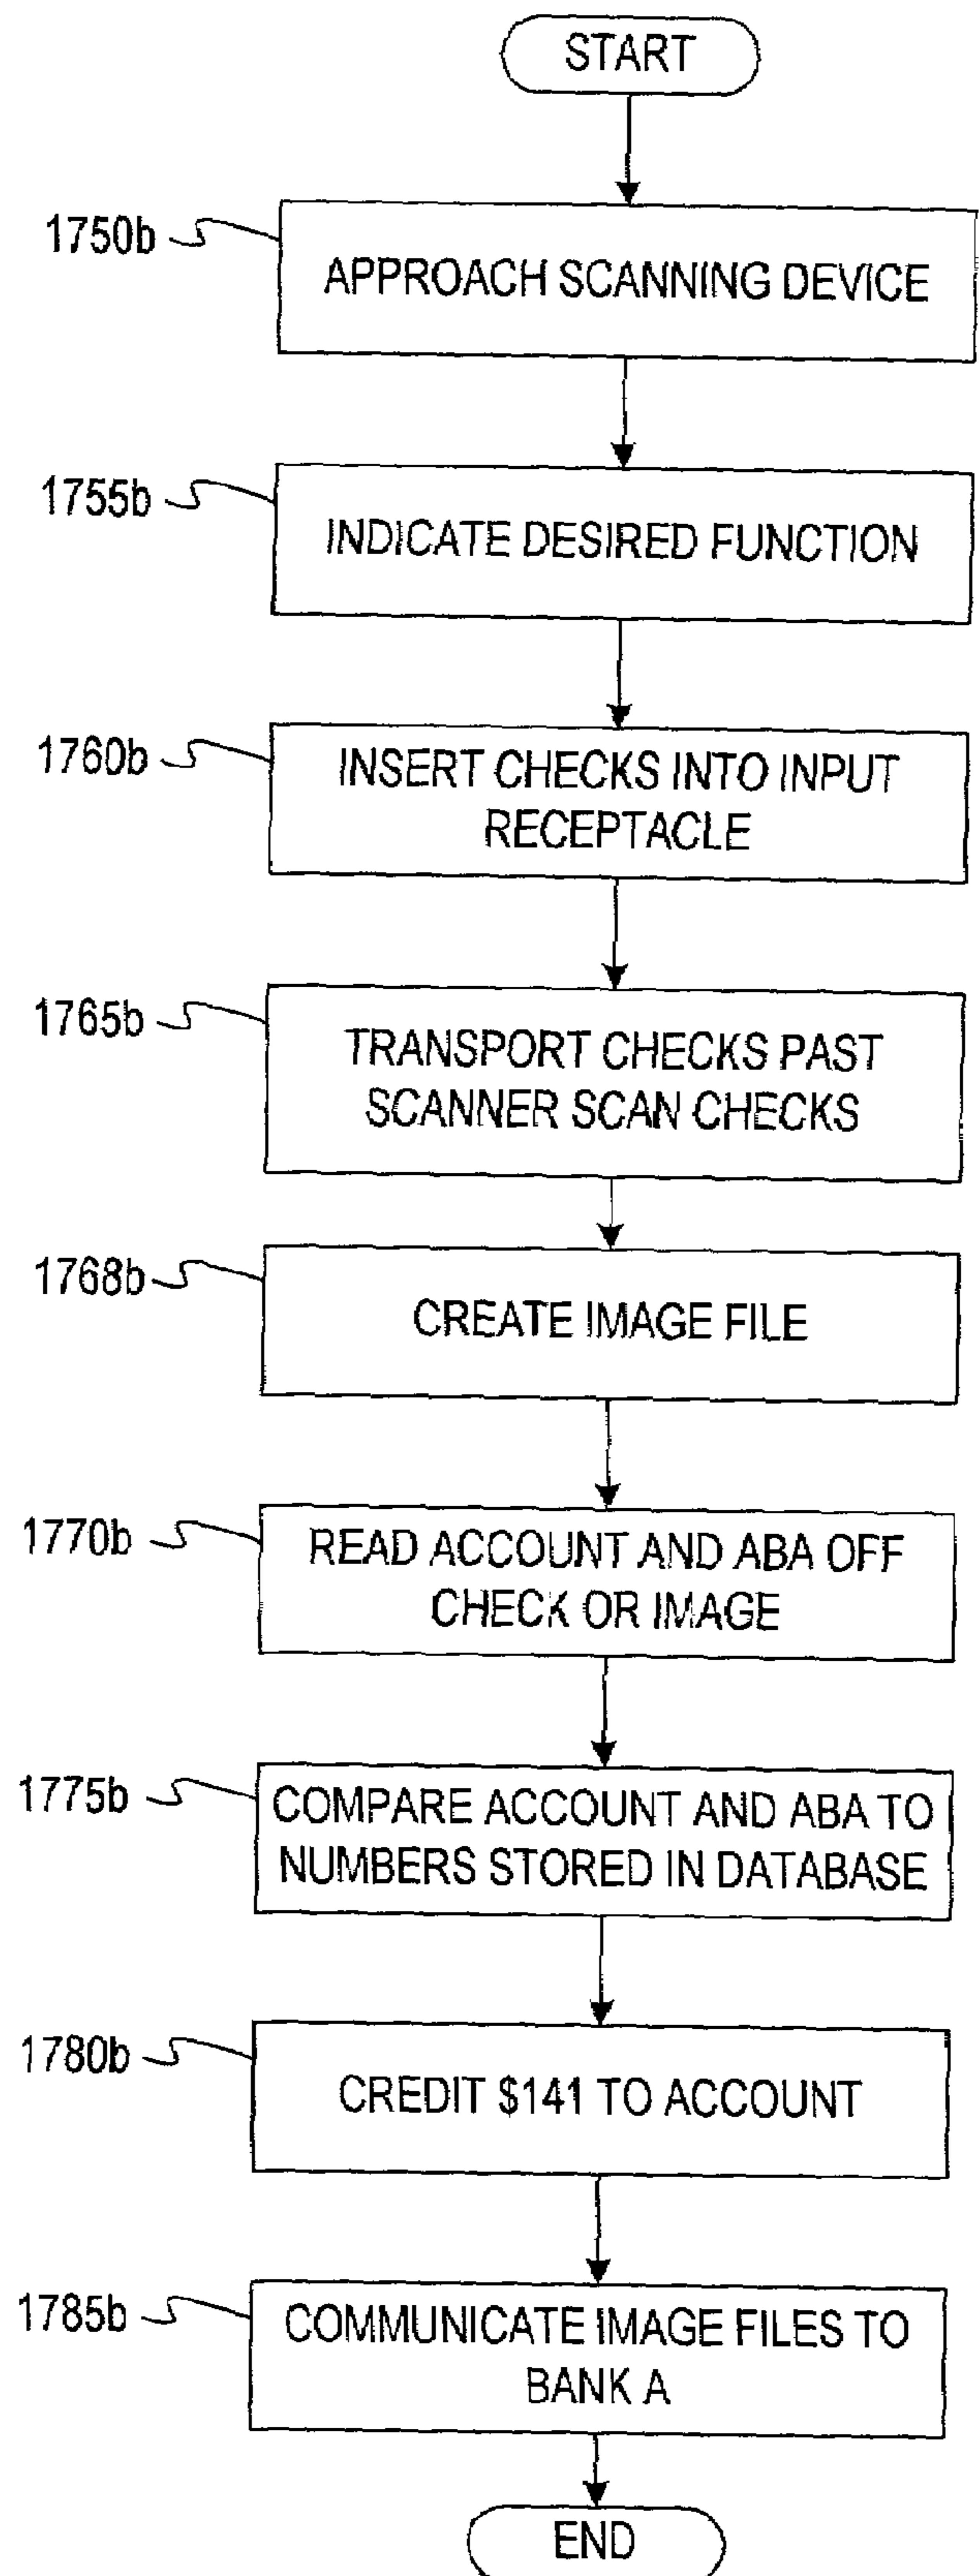 START
1750b
APPROACH SCANNING DEVICE
1755b
INDICATE DESIRED FUNCTION
1760b
INSERT CHECKS INTO INPUT
RECEPTACLE
1765b
TRANSPORT CHECKS PAST
SCANNER SCAN CHECKS
1768b
CREATE IMAGE FILE
1770b
READ ACCOUNT AND ABA OFF
CHECK OR IMAGE
1775b
COMPARE ACCOUNT AND ABA TO
NUMBERS STORED IN DATABASE
1780b
CREDIT $141 TO ACCOUNT
1785b
COMMUNICATE IMAGE FILES TO
BANK A
END